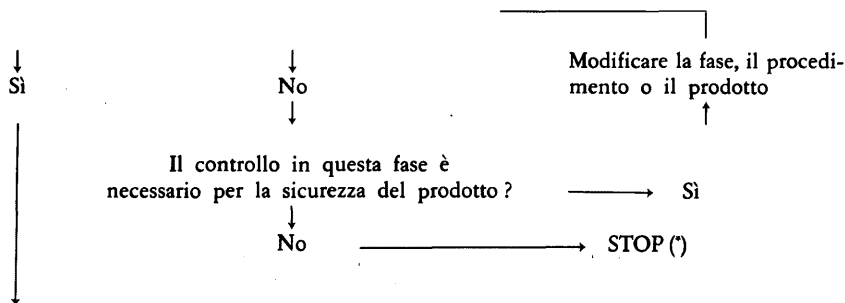 Modificare la fase, il procedi-
mento o il prodotto
Sì
No
Il controllo in questa fase è
necessario per la sicurezza del prodotto ?
Sì
No
STOP (*)